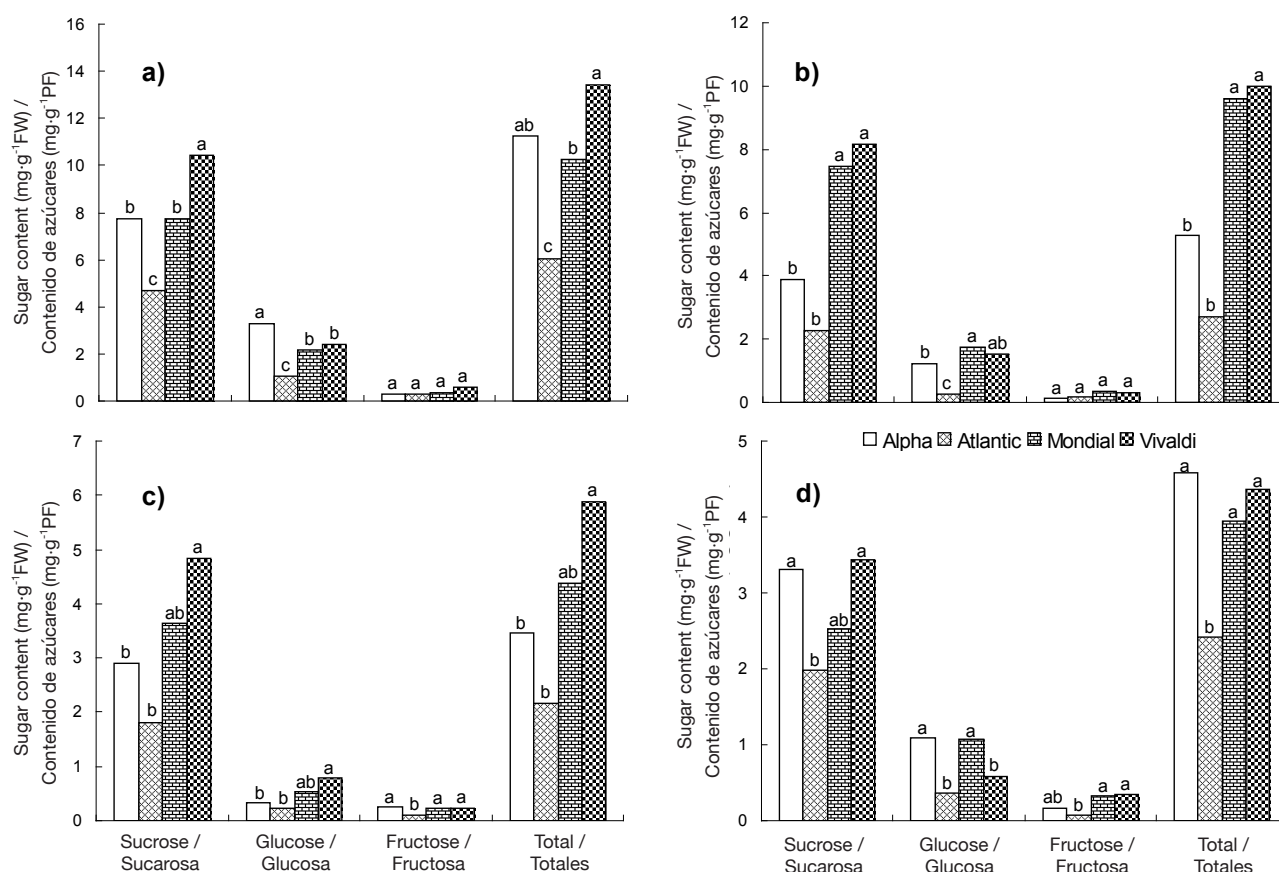 16
14
12
10
8
6
4
2
0
Sugar content (mg·g⁻¹FW) /
Contenido de azúcares (mg·g⁻¹PF)
a)
b
c
b
a
a
c
b
b
a
a
a
a
ab
c
b
a
12
10
8
6
4
2
0
Sugar content (mg·g⁻¹FW) /
Contenido de azúcares (mg·g⁻¹PF)
b)
b
b
a
a
b
c
a
ab
a
a
a
a
b
b
a
a
Alpha Atlantic Mondial Vivaldi
7
6
5
4
3
2
1
0
Sugar content (mg·g⁻¹FW) /
Contenido de azúcares (mg·g⁻¹PF)
c)
b
b
ab
a
b
b
ab
a
a
b
a
a
b
b
ab
a
Sucrose /
Sucarosa
Glucose /
Glucosa
Fructose /
Fructosa
Total /
Totales
5
4
3
2
1
0
Sugar content (mg·g⁻¹FW) /
Contenido de azúcares (mg·g⁻¹PF)
d)
a
b
ab
a
a
b
a
b
ab
b
a
a
a
b
a
a
Sucrose /
Sucarosa
Glucose /
Glucosa
Fructose /
Fructosa
Total /
Totales